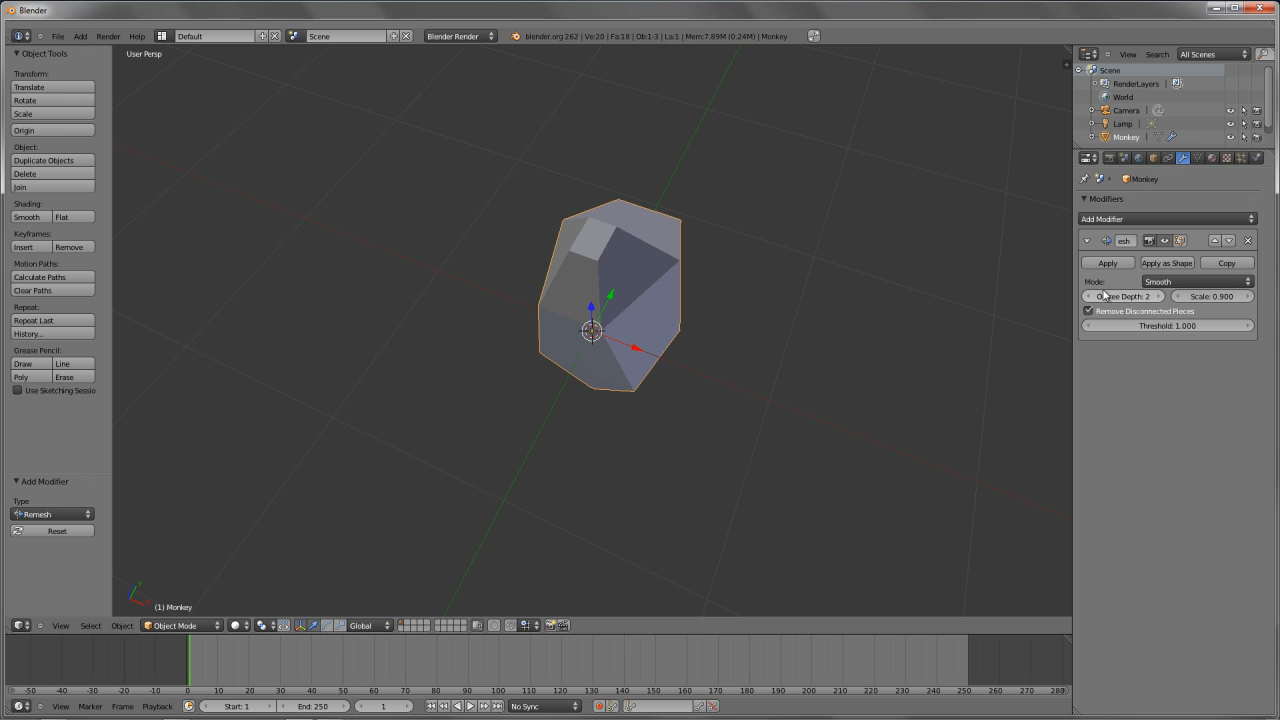 Blender
File Add Render Help Default Scene Blender Render blender.org 262 | Ve:20 | Fa:18 | Ob:1-3 | La:1 | Mem:7.89M (0.24M) | Monkey
Object Tools
Transform:
Translate
Rotate
Scale
Origin
Object:
Duplicate Objects
Delete
Join
Shading:
Smooth Flat
Keyframes:
Insert Remove
Motion Paths:
Calculate Paths
Clear Paths
Repeat:
Repeat Last
History...
Grease Pencil:
Draw Line
Poly Erase
Use Sketching Sessio
Add Modifier
Type
Remesh
Reset
User Persp
(1) Monkey
View Select Object Object Mode Global
-50 -40 -30 -20 -10 0 10 20 30 40 50 60 70 80 90 100 110 120 130 140 150 160 170 180 190 200 210 220 230 240 250 260 270 280
View Marker Frame Playback Start: 1 End: 250 1 No Sync
View Search All Scenes
Scene
RenderLayers |
World
Camera |
Lamp |
Monkey |
Monkey
Modifiers
Add Modifier
esh
Apply Apply as Shape Copy
Mode: Smooth
Depth: 2 Scale: 0.900
Remove Disconnected Pieces
Threshold: 1.000